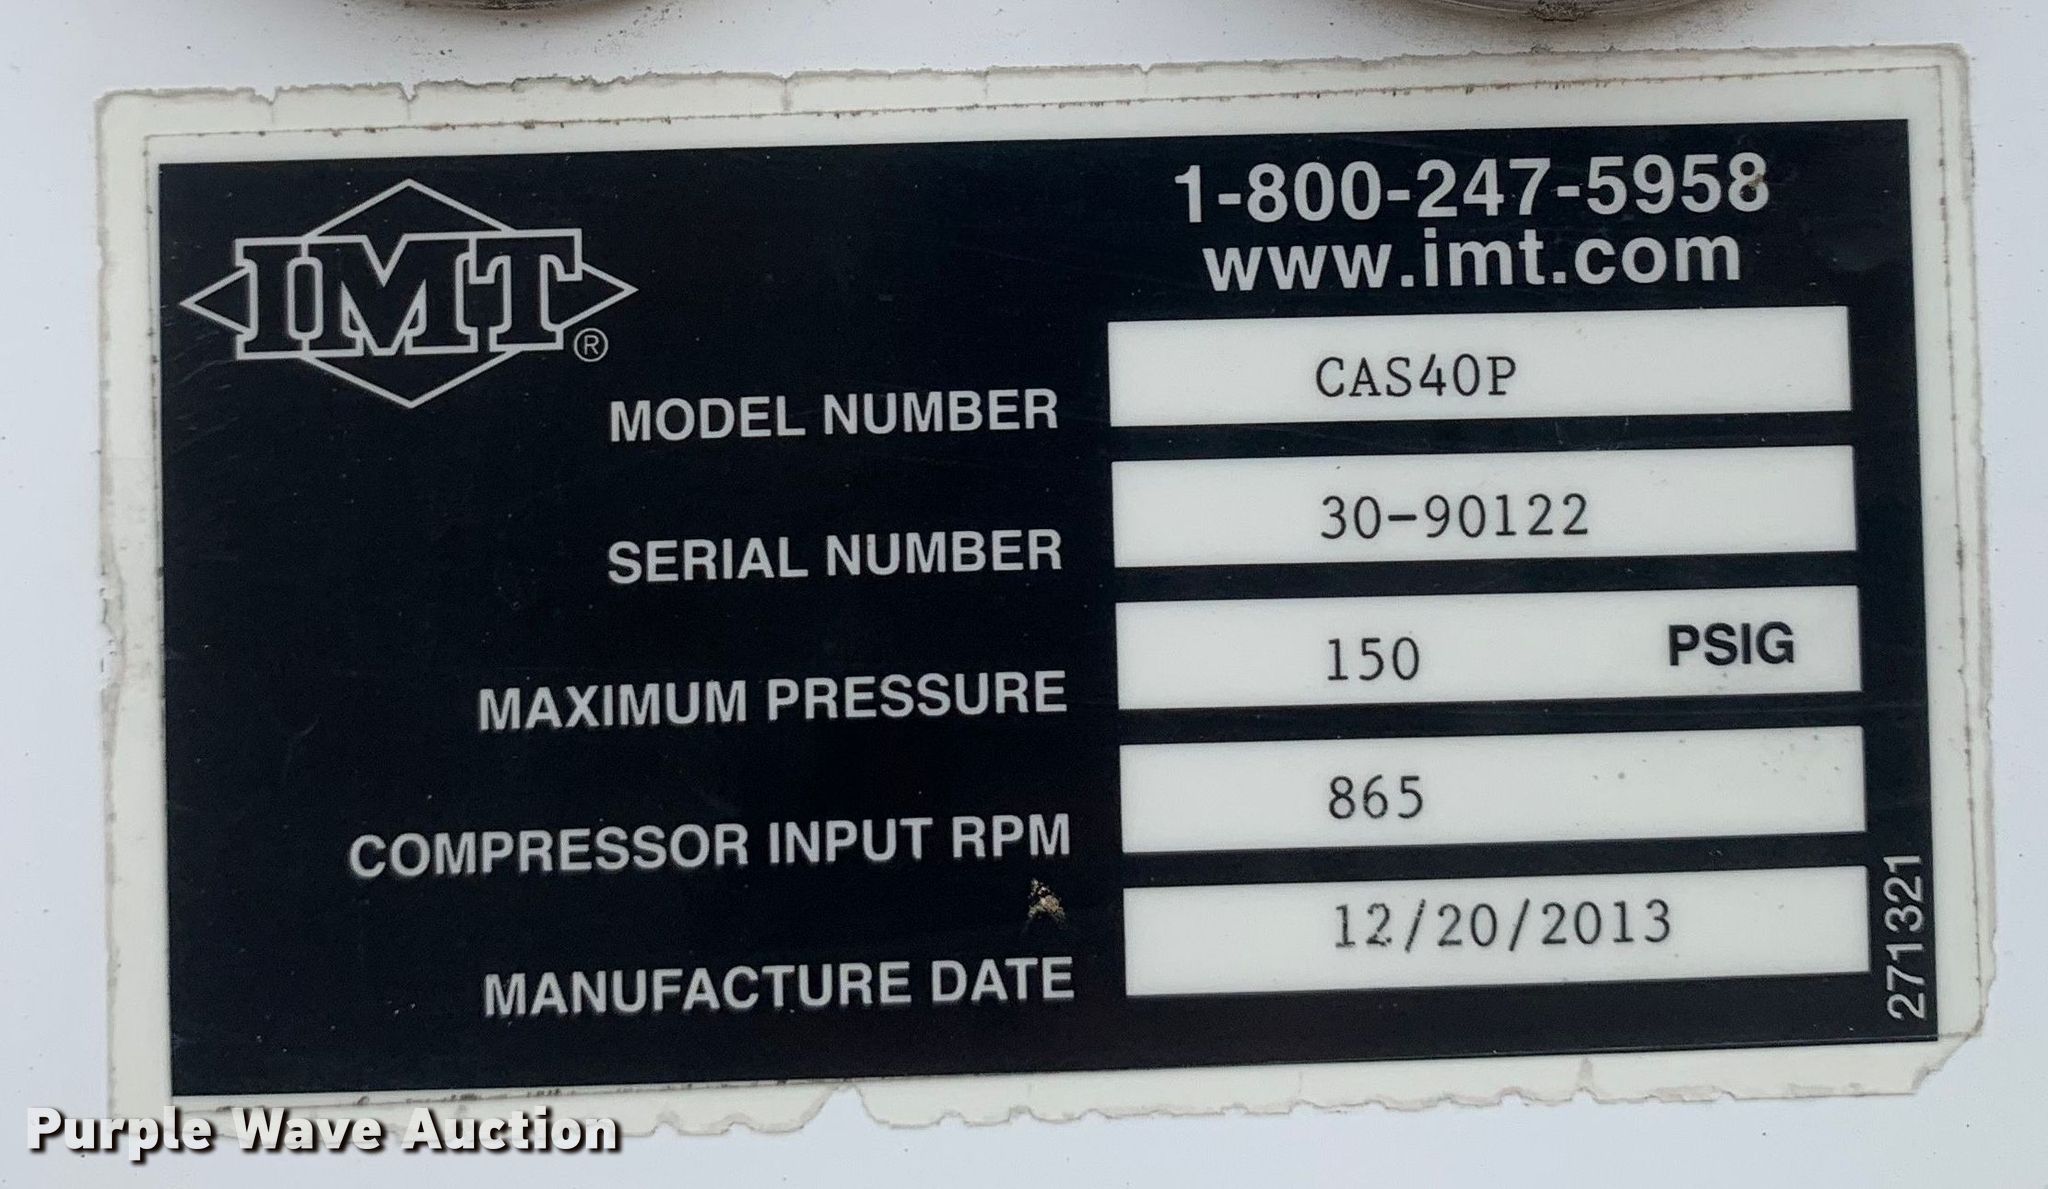 IMT®
1-800-247-5958
www.imt.com
MODEL NUMBER CAS40P
SERIAL NUMBER 30-90122
MAXIMUM PRESSURE 150 PSIG
COMPRESSOR INPUT RPM 865
MANUFACTURE DATE 12/20/2013
271321
Purple Wave Auction